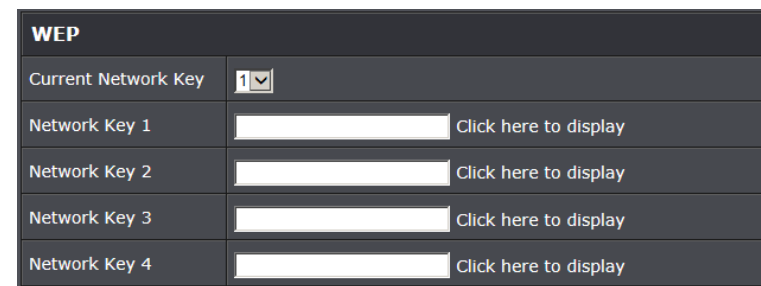 WEP
Current Network Key 1
Network Key 1 Click here to display
Network Key 2 Click here to display
Network Key 3 Click here to display
Network Key 4 Click here to display